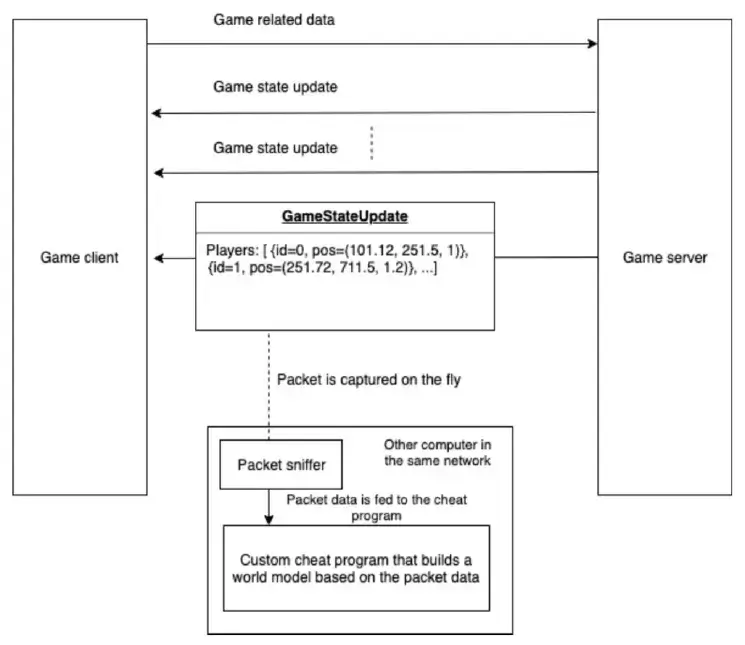 Game related data
Game state update
Game state update
GameStateUpdate
Players: [ {id=0, pos=(101.12, 251.5, 1)},
{id=1, pos=(251.72, 711.5, 1.2)}, ...]
Game client
Game server
Packet is captured on the fly
Other computer in
the same network
Packet sniffer
Packet data is fed to the cheat
program
Custom cheat program that builds a
world model based on the packet data